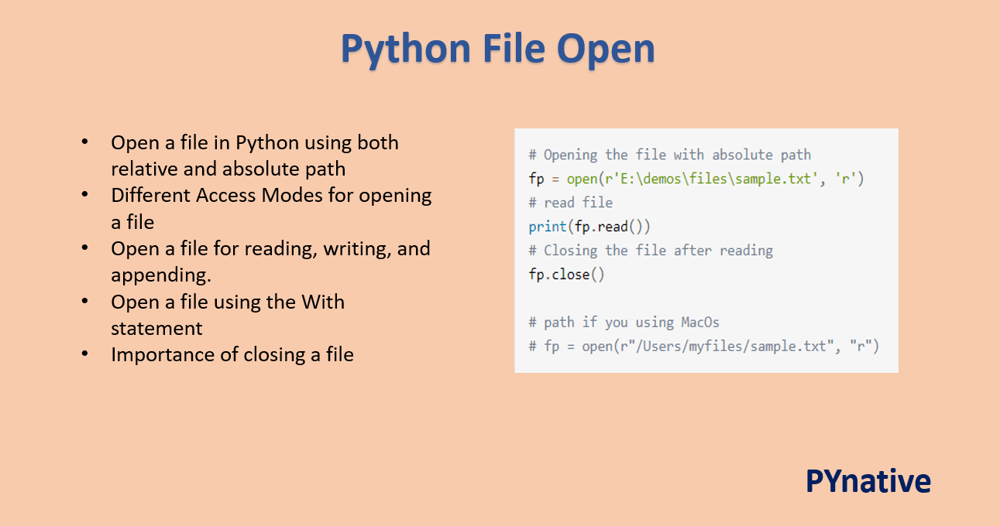 Python File Open
• Open a file in Python using both
relative and absolute path
• Different Access Modes for opening
a file
• Open a file for reading, writing, and
appending.
• Open a file using the With
statement
• Importance of closing a file
# Opening the file with absolute path
fp = open(r'E:\demos\files\sample.txt', 'r')
# read file
print(fp.read())
# Closing the file after reading
fp.close()
# path if you using MacOs
# fp = open(r"/Users/myfiles/sample.txt", "r")
PYnative